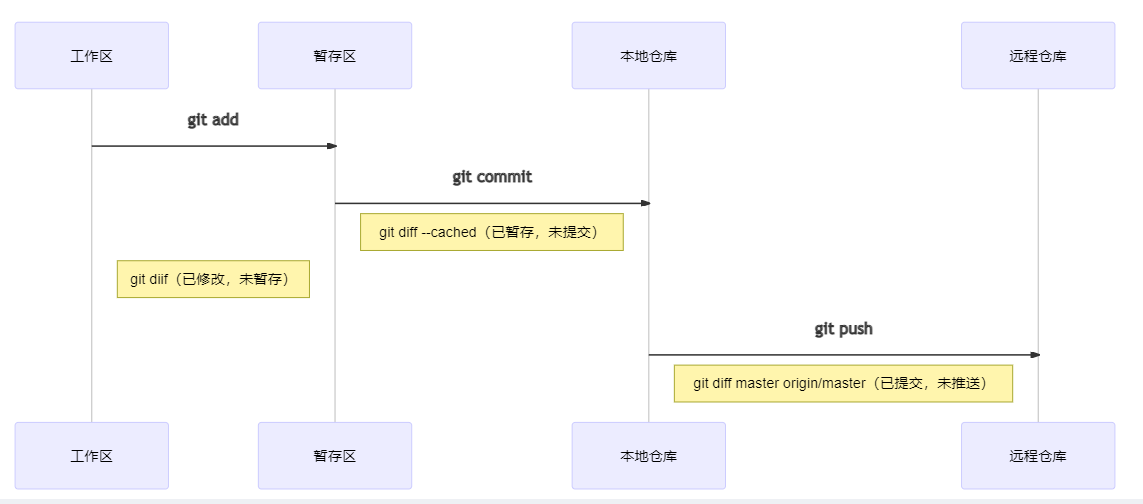 工作区
暂存区
本地仓库
远程仓库
git add
git commit
git diff --cached（已暂存，未提交）
git diif（已修改，未暂存）
git push
git diff master origin/master（已提交，未推送）
工作区
暂存区
本地仓库
远程仓库